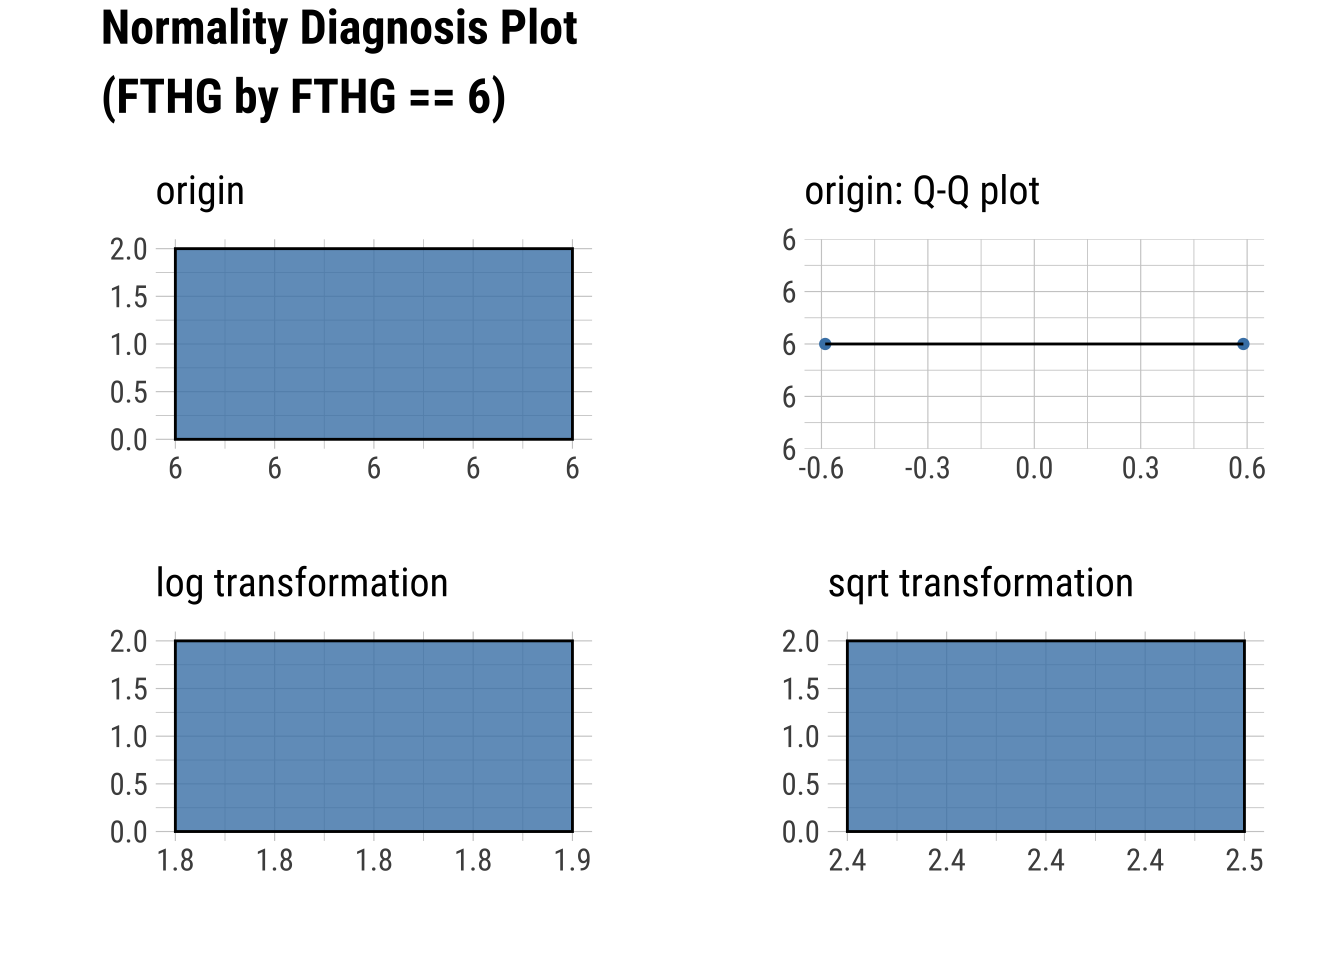 Normality Diagnosis Plot
(FTHG by FTHG == 6)
origin
2.0
1.5
1.0
0.5
0.0
6 6 6 6 6
origin: Q-Q plot
6
6
6
6
6
-0.6 -0.3 0.0 0.3 0.6
log transformation
2.0
1.5
1.0
0.5
0.0
1.8 1.8 1.8 1.8 1.9
sqrt transformation
2.0
1.5
1.0
0.5
0.0
2.4 2.4 2.4 2.4 2.5